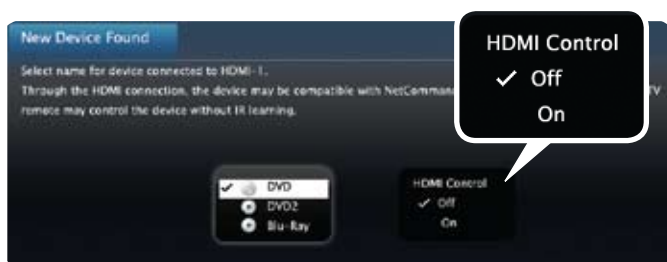 New Device Found
Select name for device connected to HDMI-1.
Through the HDMI connection, the device may be compatible with NetComman
TV
remote may control the device without IR learning.
HDMI Control
✓ Off
On
✓ DVD
DVD2
Blu-Ray
HDMI Control
✓ Off
On